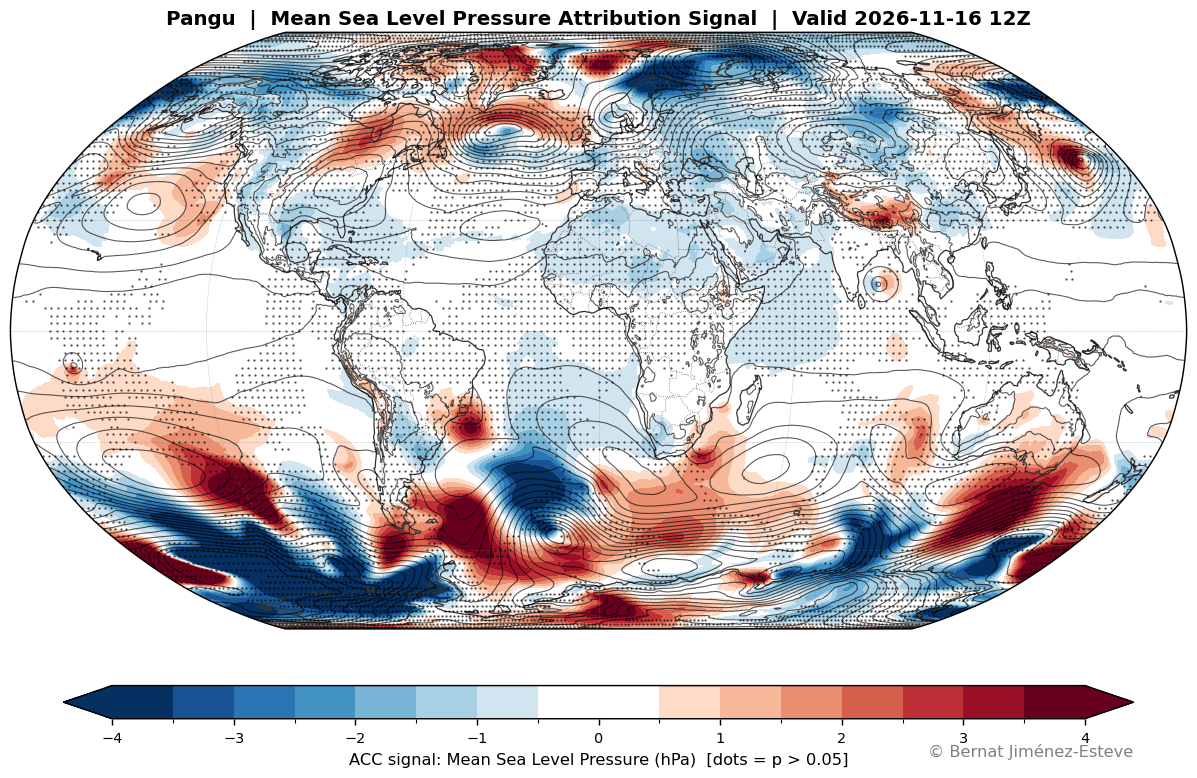 Pangu | Mean Sea Level Pressure Attribution Signal | Valid 2026-11-16 12Z
−4 −3 −2 −1 0 1 2 3 4
© Bernat Jiménez-Esteve
ACC signal: Mean Sea Level Pressure (hPa) [dots = p > 0.05]